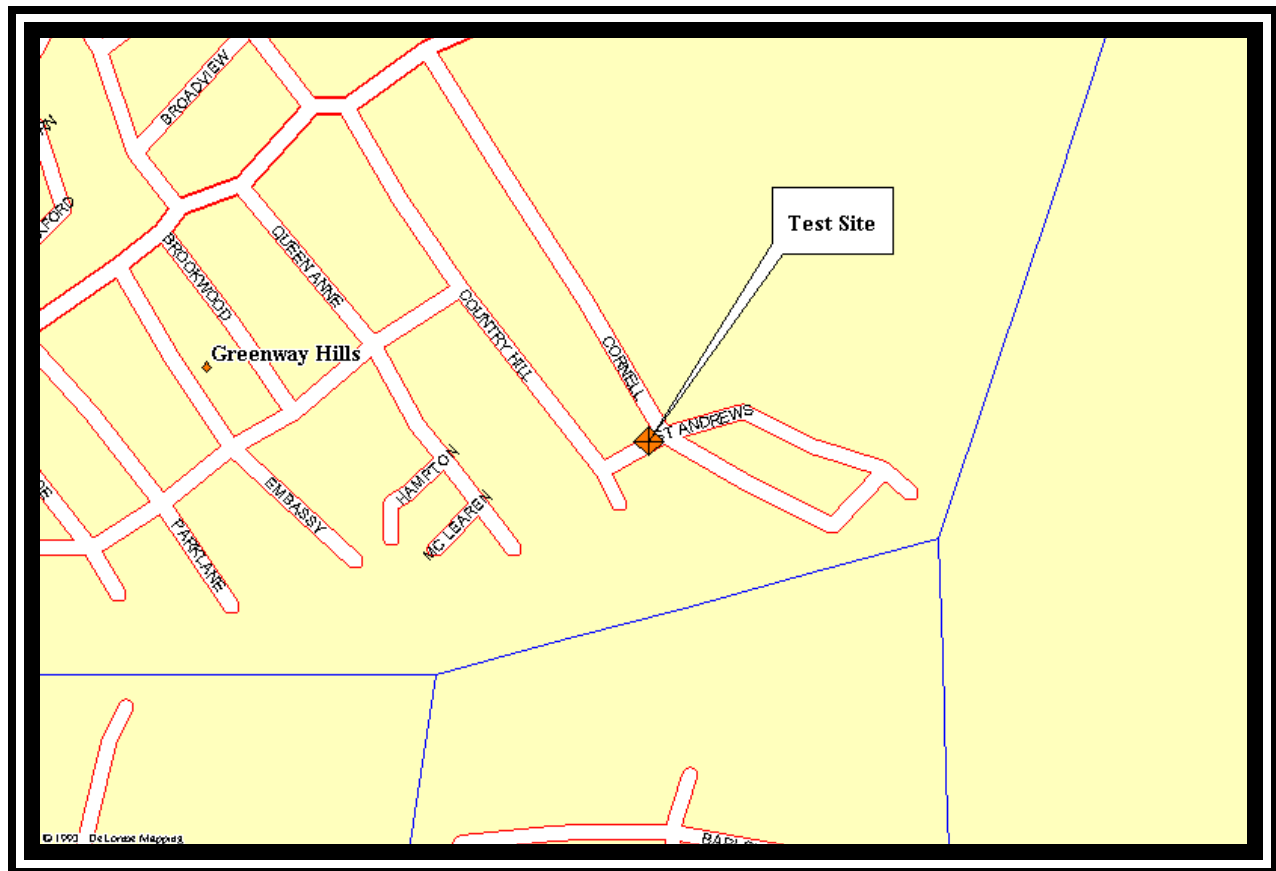 BROADVIEW
BROOKWOOD
QUEEN ANNE
Test Site
Greenway Hills
COUNTRY HILL
CORNELL
ST ANDREWS
HAMPTON
EMBASSY
MC LEAREN
PARKLANE
© 1993 DeLorme Mapping